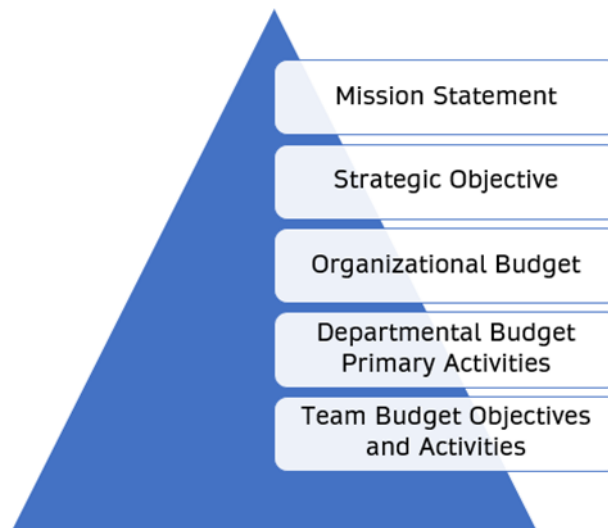 Mission Statement
Strategic Objective
Organizational Budget
Departmental Budget
Primary Activities
Team Budget Objectives
and Activities